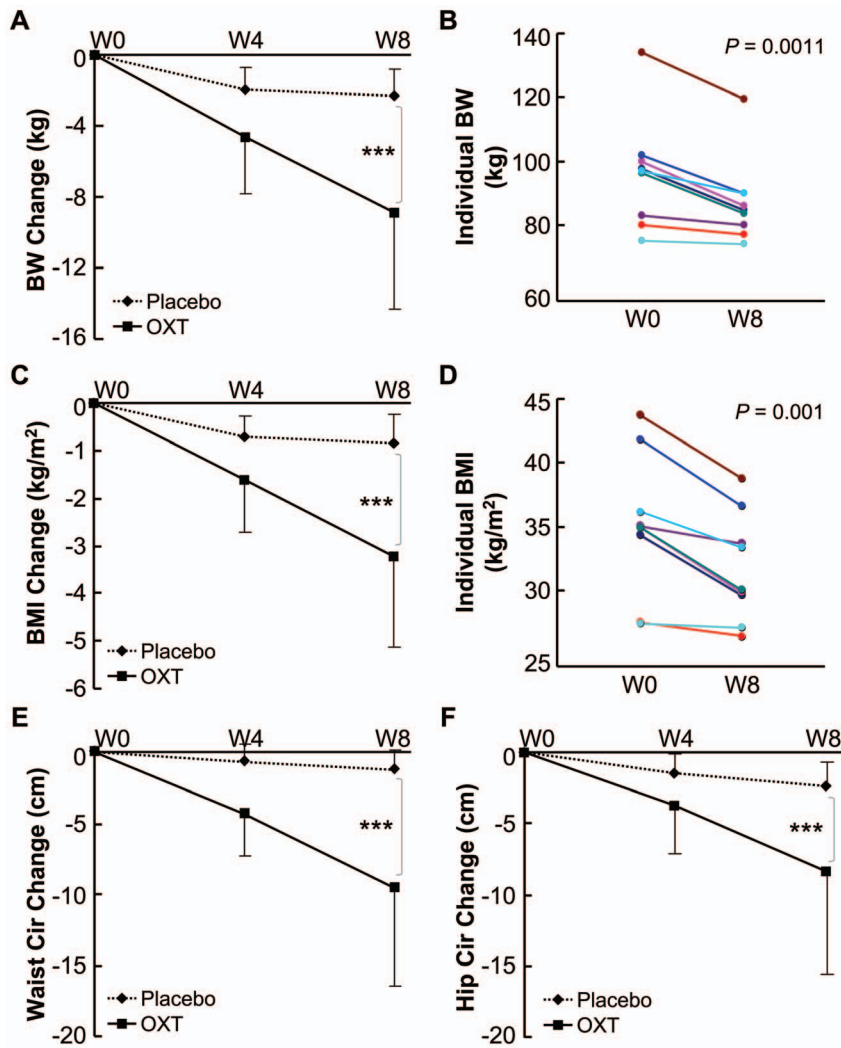 A
W0 W4 W8
0
-4
-8
-12
-16
BW Change (kg)
***
Placebo
OXT
B
140
120
100
80
60
Individual BW
(kg)
P = 0.0011
W0 W8
C
W0 W4 W8
0
-1
-2
-3
-4
-5
-6
BMI Change (kg/m²)
***
Placebo
OXT
D
45
40
35
30
25
Individual BMI
(kg/m²)
P = 0.001
W0 W8
E
W0 W4 W8
0
-5
-10
-15
-20
Waist Cir Change (cm)
***
Placebo
OXT
F
W0 W4 W8
0
-5
-10
-15
-20
Hip Cir Change (cm)
***
Placebo
OXT